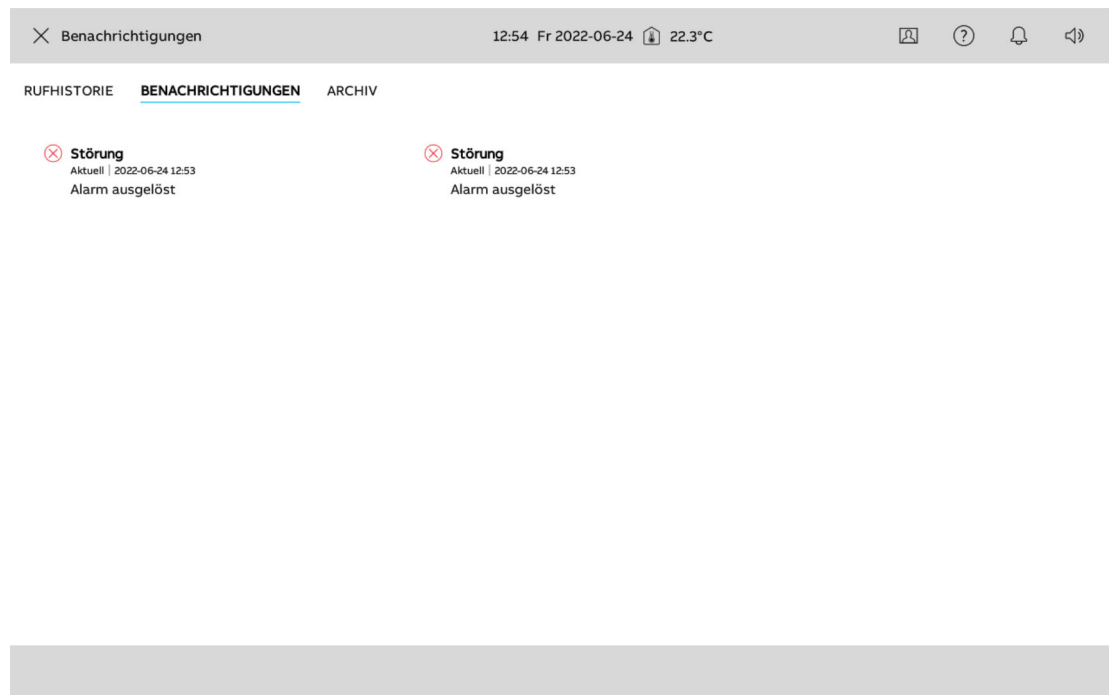 Benachrichtigungen 12:54 Fr 2022-06-24 22.3°C
RUFHISTORIE BENACHRICHTIGUNGEN ARCHIV
Störung
Aktuell | 2022-06-24 12:53
Alarm ausgelöst
Störung
Aktuell | 2022-06-24 12:53
Alarm ausgelöst